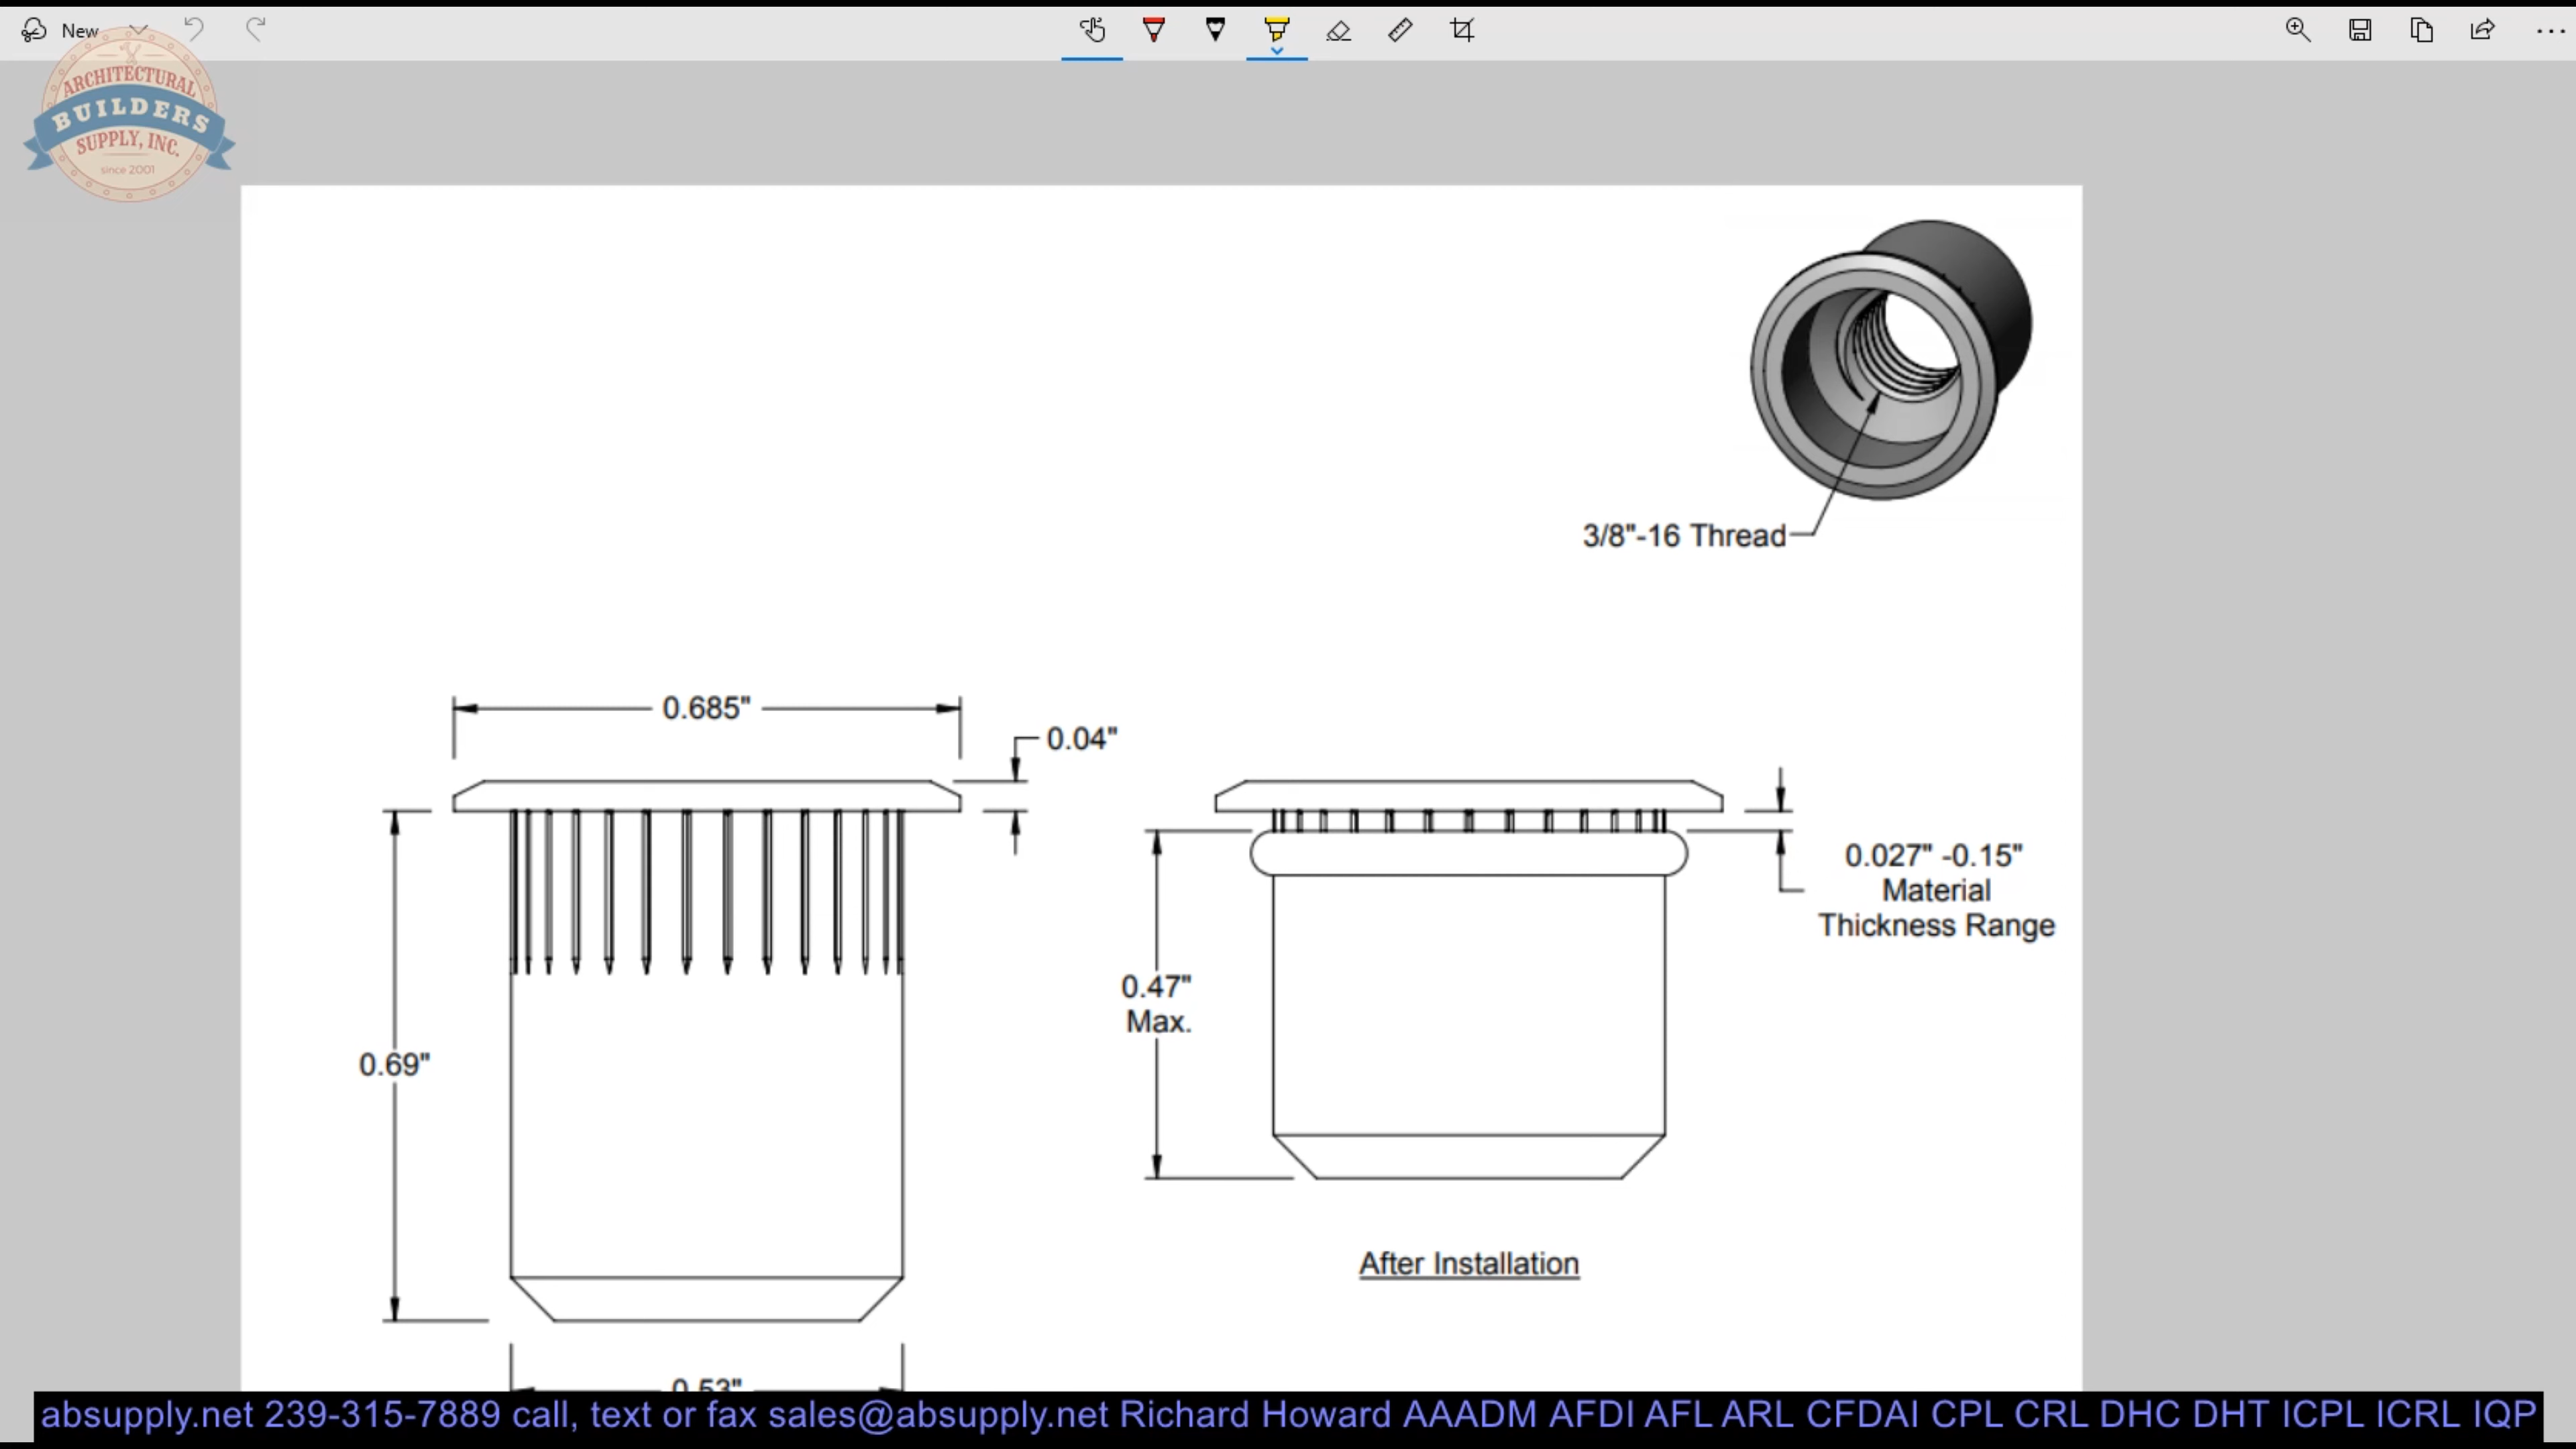 New
ARCHITECTURAL
BUILDERS
SUPPLY, INC.
since 2001
3/8"-16 Thread
0.685"
0.04"
0.027" -0.15"
Material
Thickness Range
0.47"
Max.
0.69"
After Installation
0.53"
absupply.net 239-315-7889 call, text or fax sales@absupply.net Richard Howard AAADM AFDI AFL ARL CFDAI CPL CRL DHC DHT ICPL ICRL IQP